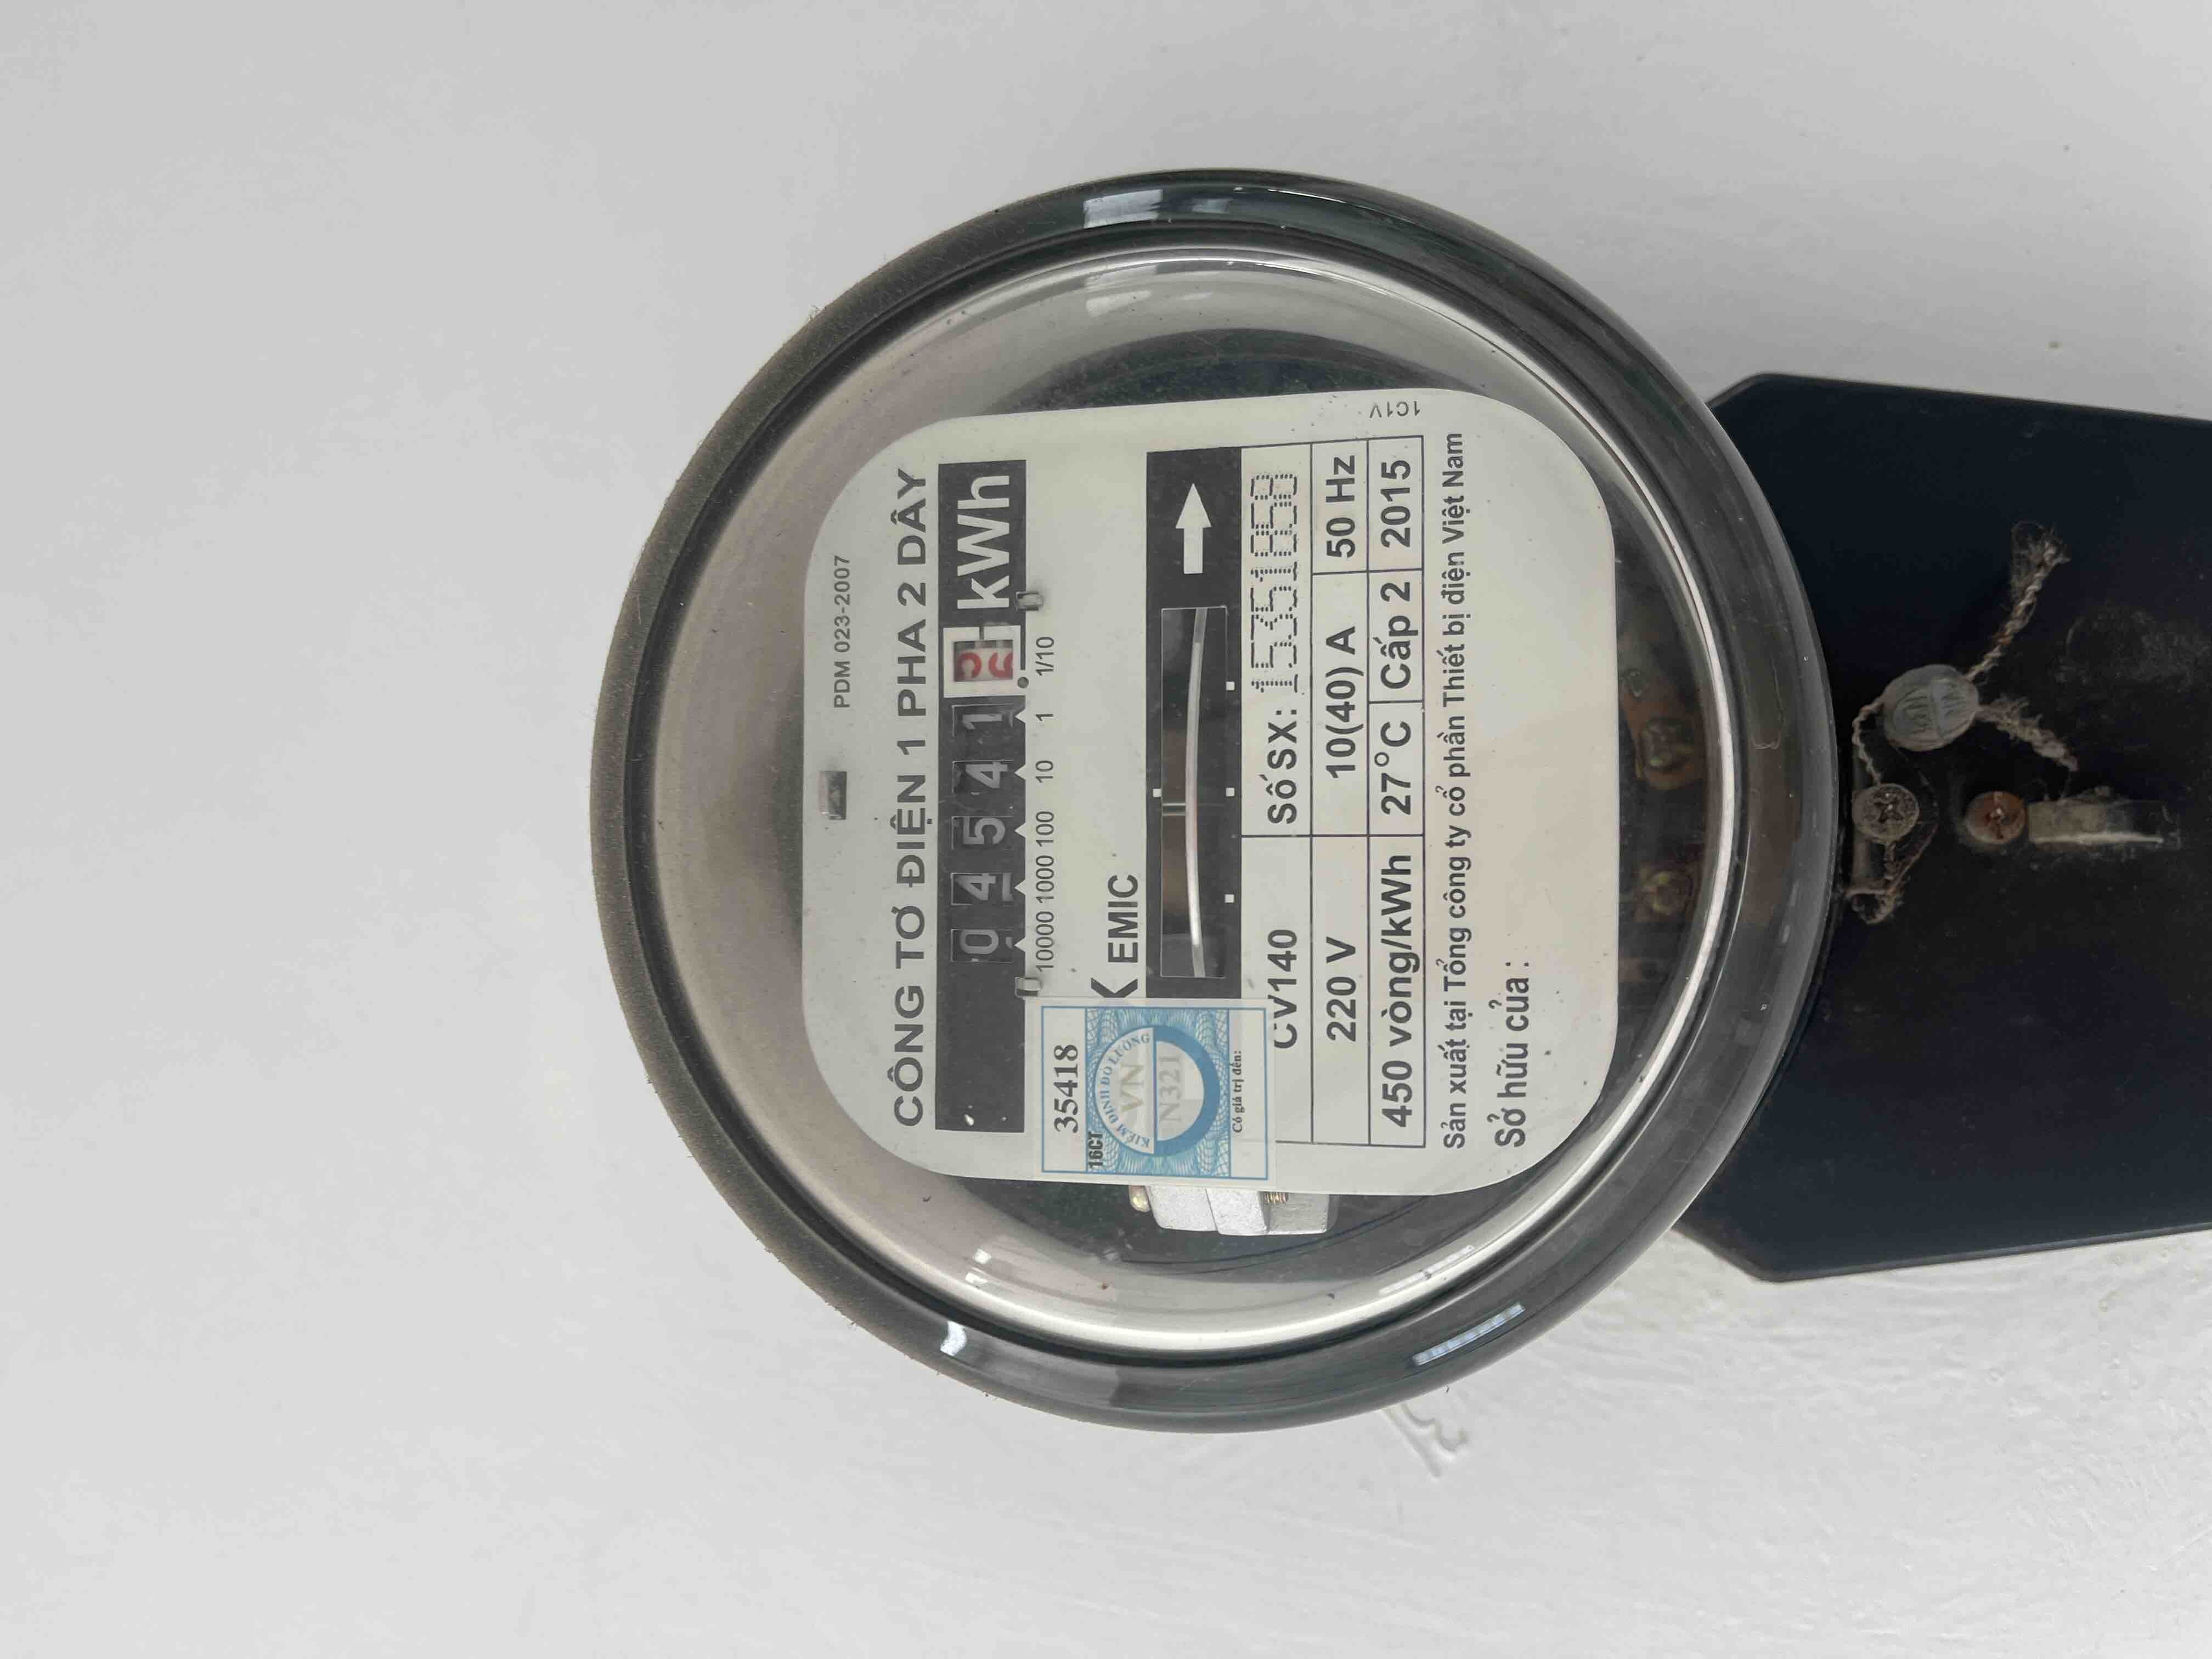 PDM 023-2007
CÔNG TƠ ĐIỆN 1 PHA 2 DÂY
0 4 5 4 1 kWh
10000 1000 100 10 1 1/10
35418
16CT
KIỂM ĐỊNH ĐO LƯỜNG
VN
N321
Có giá trị đến:
EMIC
CV140 Số SX: 15351858
220 V 10(40) A 50 Hz
450 vòng/kWh 27°C Cấp 2 2015
1C1V
Sản xuất tại Tổng công ty cổ phần Thiết bị điện Việt Nam
Sở hữu của: